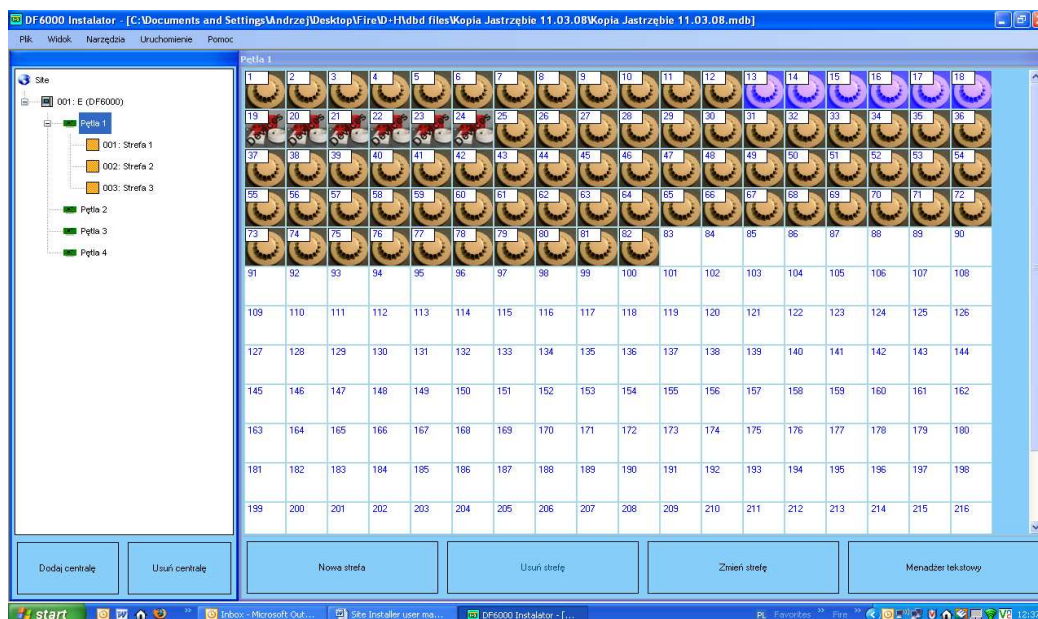 DF6000 Instalator - [C:\Documents and Settings\Andrzej\Desktop\Fire\D+H\dbd files\Kopia Jastrzębie 11.03.08\Kopia Jastrzębie 11.03.08.mdb]
Plik Widok Narzędzia Uruchomienie Pomoc
Pętla 1
Site
001: E (DF6000)
Pętla 1
001: Strefa 1
002: Strefa 2
003: Strefa 3
Pętla 2
Pętla 3
Pętla 4
1 2 3 4 5 6 7 8 9 10 11 12 13 14 15 16 17 18
19 20 21 22 23 24 25 26 27 28 29 30 31 32 33 34 35 36
37 38 39 40 41 42 43 44 45 46 47 48 49 50 51 52 53 54
55 56 57 58 59 60 61 62 63 64 65 66 67 68 69 70 71 72
73 74 75 76 77 78 79 80 81 82 83 84 85 86 87 88 89 90
91 92 93 94 95 96 97 98 99 100 101 102 103 104 105 106 107 108
109 110 111 112 113 114 115 116 117 118 119 120 121 122 123 124 125 126
127 128 129 130 131 132 133 134 135 136 137 138 139 140 141 142 143 144
145 146 147 148 149 150 151 152 153 154 155 156 157 158 159 160 161 162
163 164 165 166 167 168 169 170 171 172 173 174 175 176 177 178 179 180
181 182 183 184 185 186 187 188 189 190 191 192 193 194 195 196 197 198
199 200 201 202 203 204 205 206 207 208 209 210 211 212 213 214 215 216
Dodaj centralę Usuń centralę Nowa strefa Usuń strefę Zmień strefę Menadżer tekstowy
start Inbox - Microsoft Out... Site Installer user ma... DF6000 Instalator - [... PL Favorites Fire 12:37